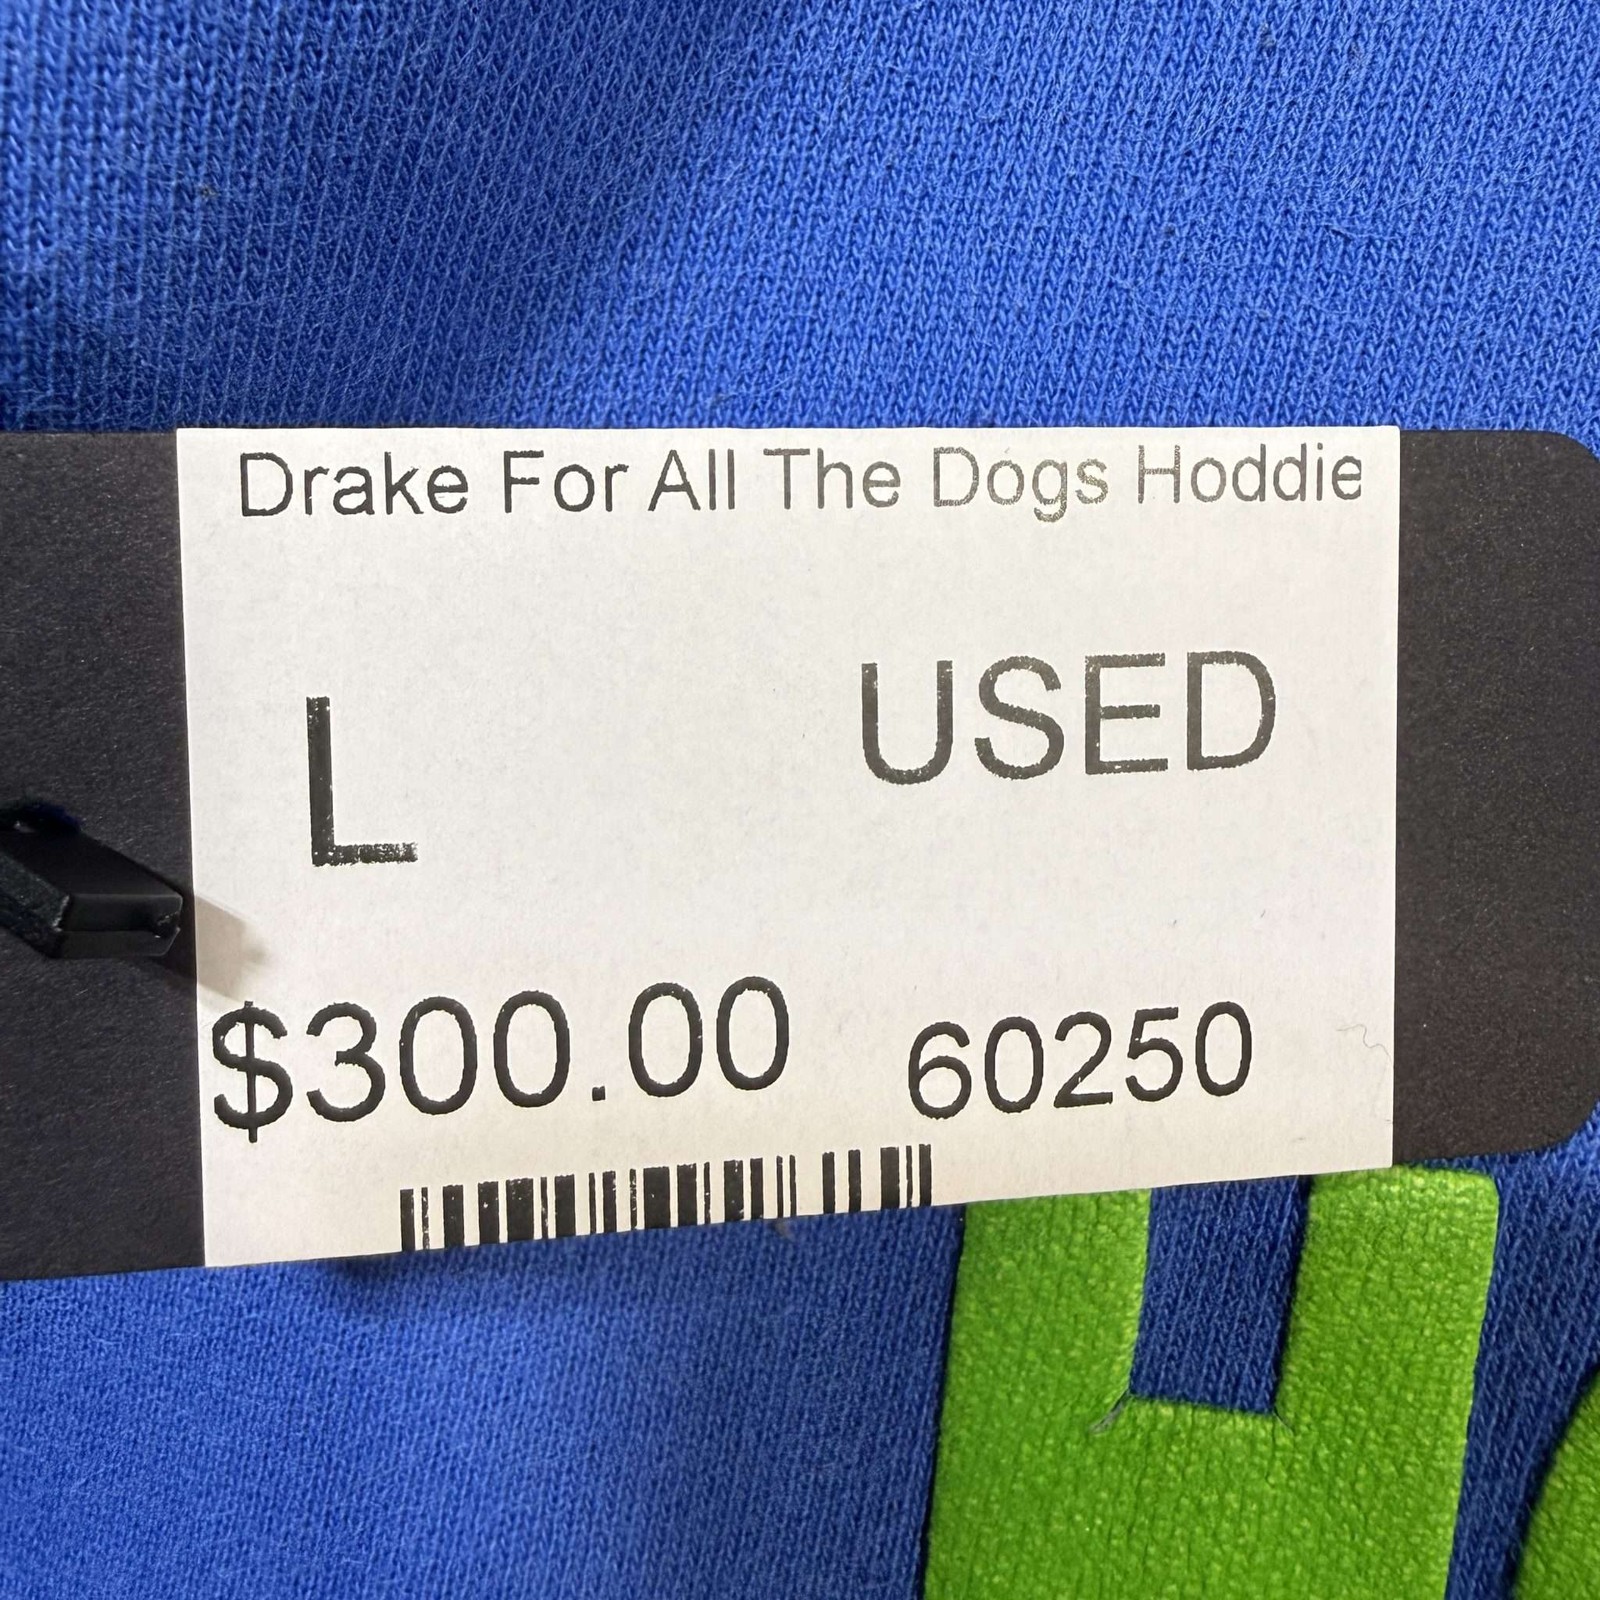 Drake For All The Dogs Hoddie
L USED
$300.00 60250
H